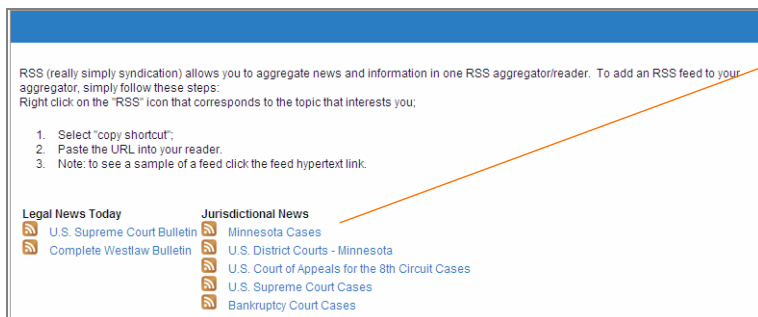 RSS (really simply syndication) allows you to aggregate news and information in one RSS aggregator/reader. To add an RSS feed to your
aggregator, simply follow these steps:
Right click on the "RSS" icon that corresponds to the topic that interests you;
1. Select "copy shortcut";
2. Paste the URL into your reader.
3. Note: to see a sample of a feed click the feed hypertext link.
Legal News Today
U.S. Supreme Court Bulletin
Complete Westlaw Bulletin
Jurisdictional News
Minnesota Cases
U.S. District Courts - Minnesota
U.S. Court of Appeals for the 8th Circuit Cases
U.S. Supreme Court Cases
Bankruptcy Court Cases